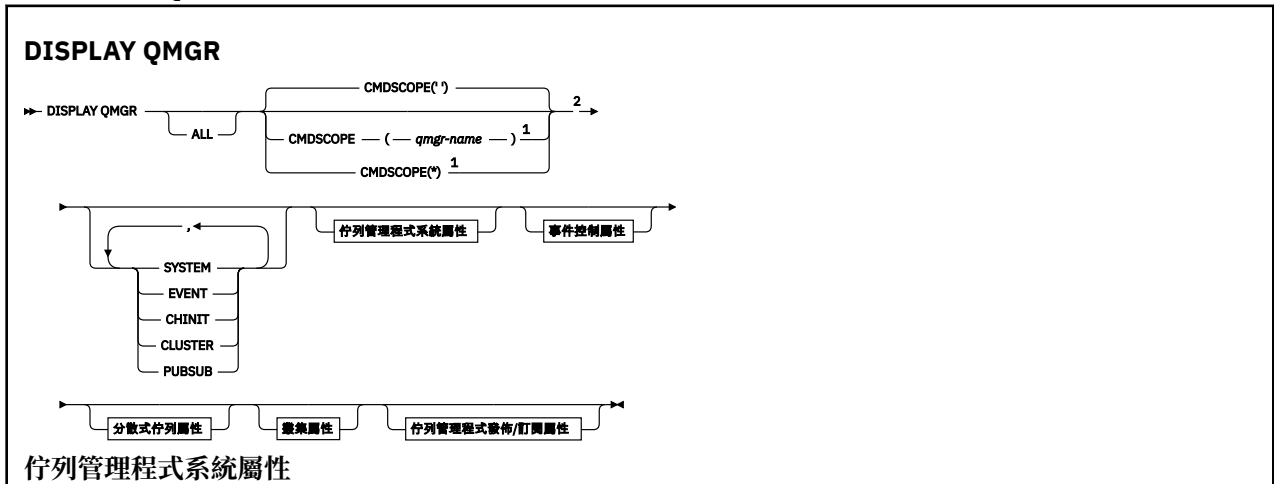 DISPLAY QMGR
CMDSCOPE(' ')
DISPLAY QMGR
2
ALL
CMDSCOPE ( qmgr-name ) 1
CMDSCOPE(*) 1
,
佇列管理程式系統屬性
事件控制屬性
SYSTEM
EVENT
CHINIT
CLUSTER
PUBSUB
分散式佇列屬性
叢集屬性
佇列管理程式發佈/訂閱屬性
佇列管理程式系統屬性